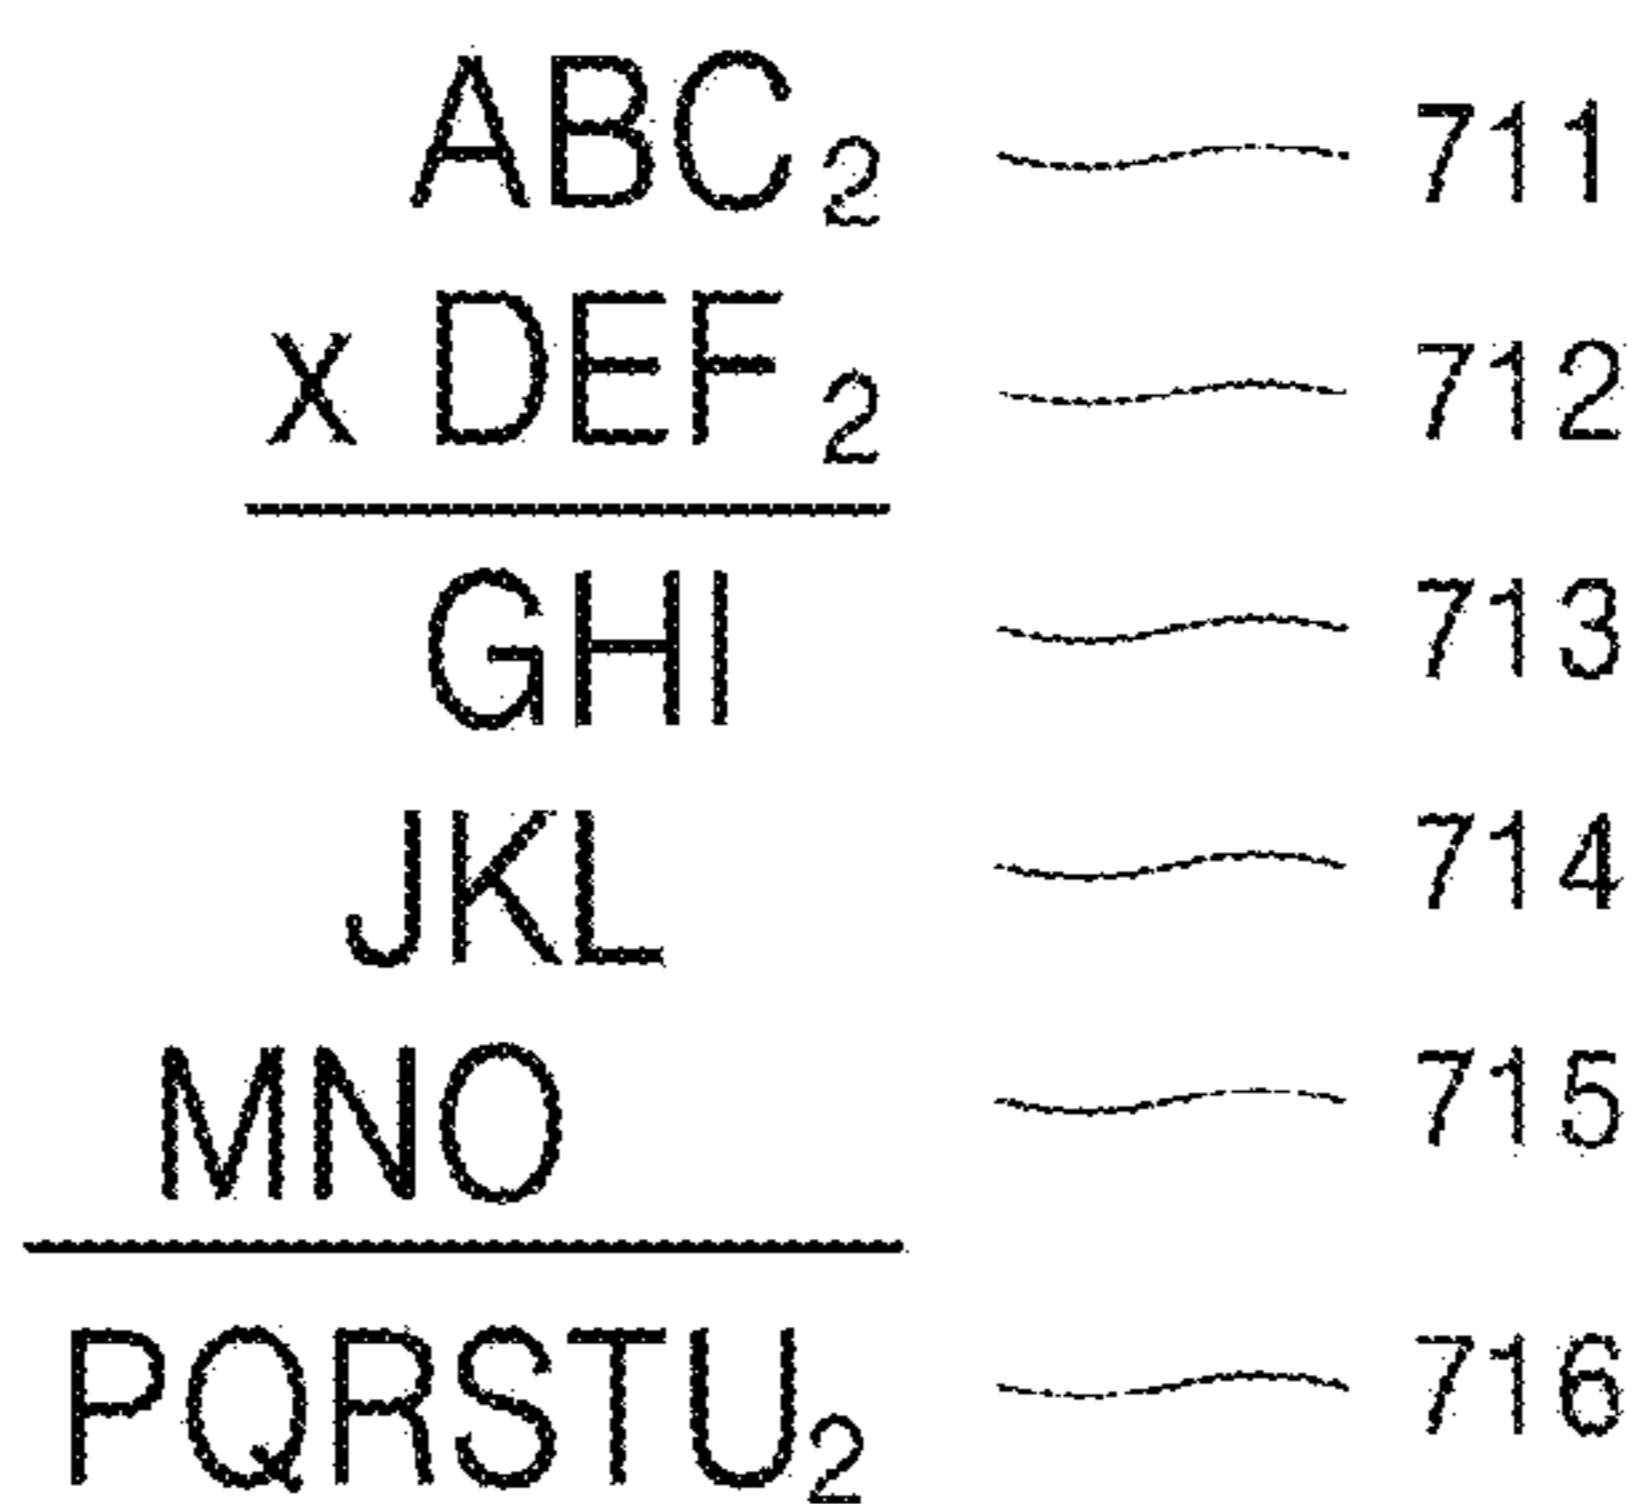 ABC₂ 711
x DEF₂ 712
GHI 713
JKL 714
MNO 715
PQRSTU₂ 716